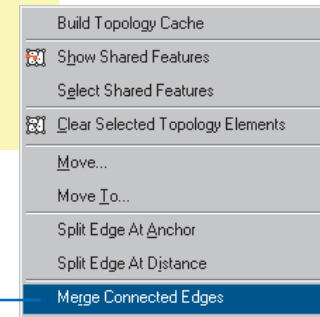 Build Topology Cache
Show Shared Features
Select Shared Features
Clear Selected Topology Elements
Move...
Move To...
Split Edge At Anchor
Split Edge At Distance
Merge Connected Edges